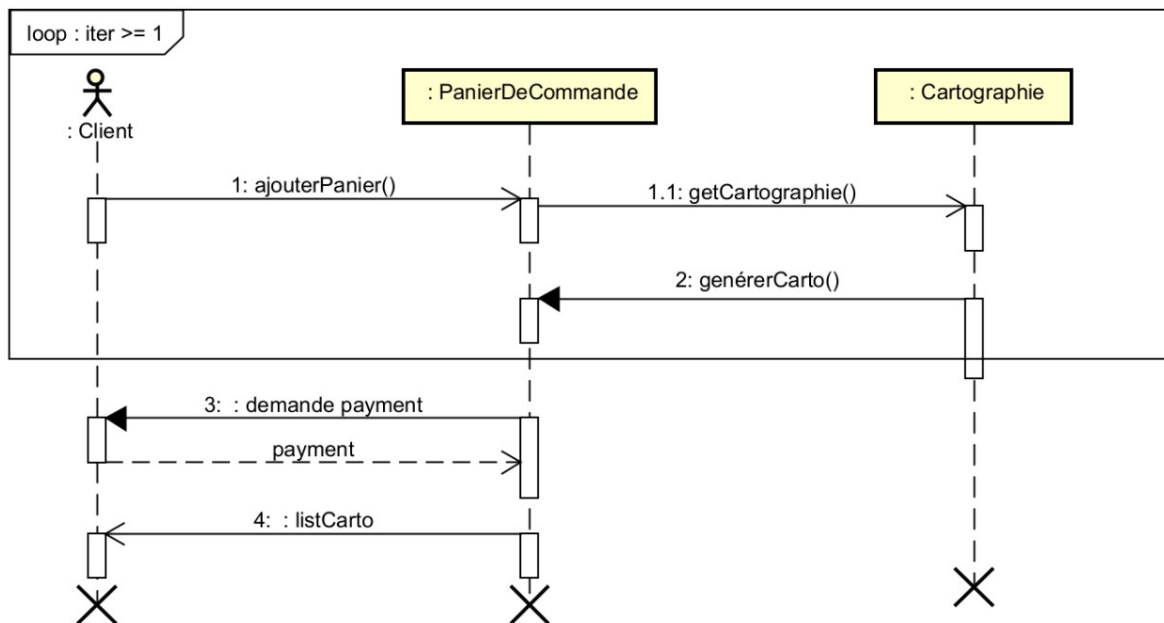 loop : iter >= 1
: Client
: PanierDeCommande
: Cartographie
1: ajouterPanier()
1.1: getCartographie()
2: genérerCarto()
3:  : demande payment
payment
4:  : listCarto